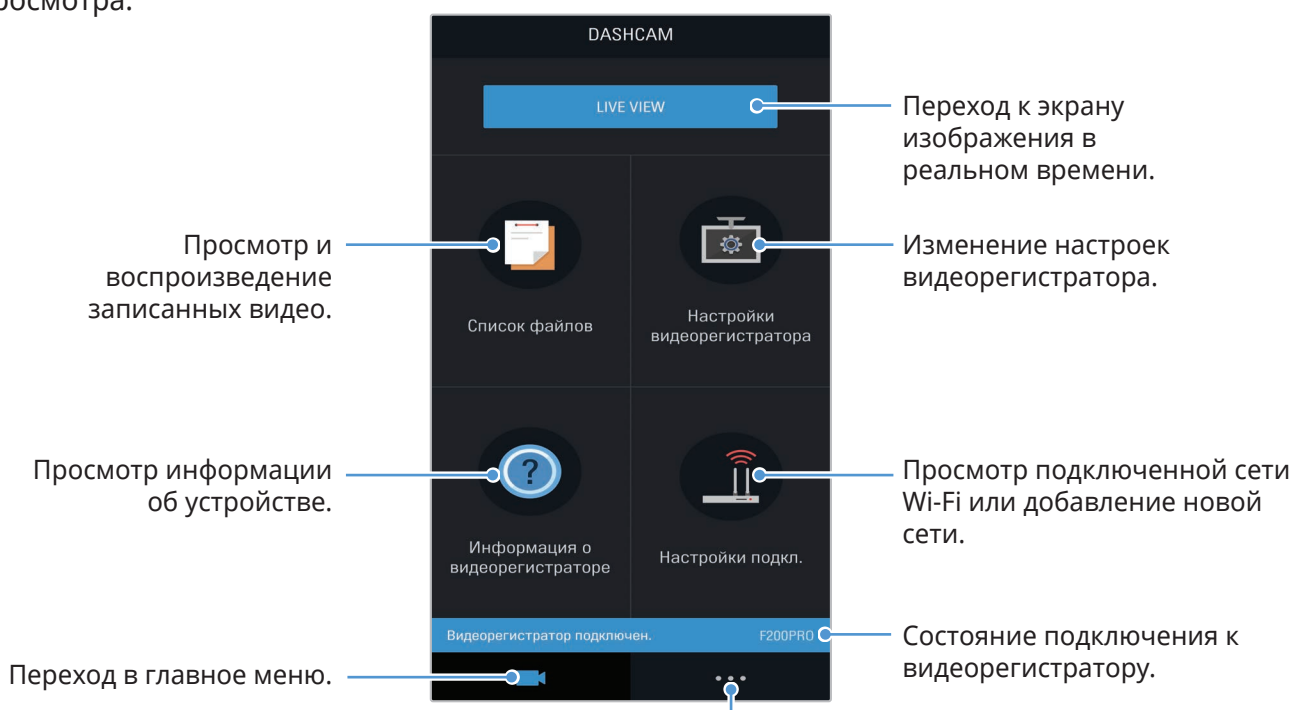 DASHCAM
LIVE VIEW
Переход к экрану
изображения в
реальном времени.
Просмотр и
воспроизведение
записанных видео.
Список файлов
Настройки
видеорегистратора
Изменение настроек
видеорегистратора.
Просмотр информации
об устройстве.
Информация о
видеорегистраторе
Настройки подкл.
Просмотр подключенной сети
Wi-Fi или добавление новой
сети.
Видеорегистратор подключен.
F200PRO
Состояние подключения к
видеорегистратору.
Переход в главное меню.